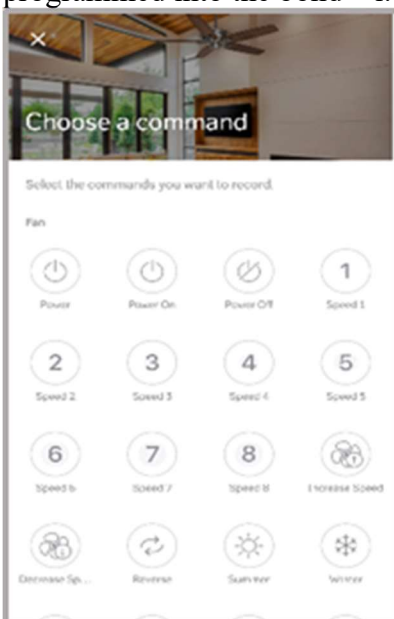 programmed into the bond
×
Choose a command
Select the commands you want to record.
Fan
Power
Power On
Power Off
1
Speed 1
2
Speed 2
3
Speed 3
4
Speed 4
5
Speed 5
6
Speed 6
7
Speed 7
8
Speed 8
Increase Speed
Decrease Sp...
Reverse
Summer
Winter